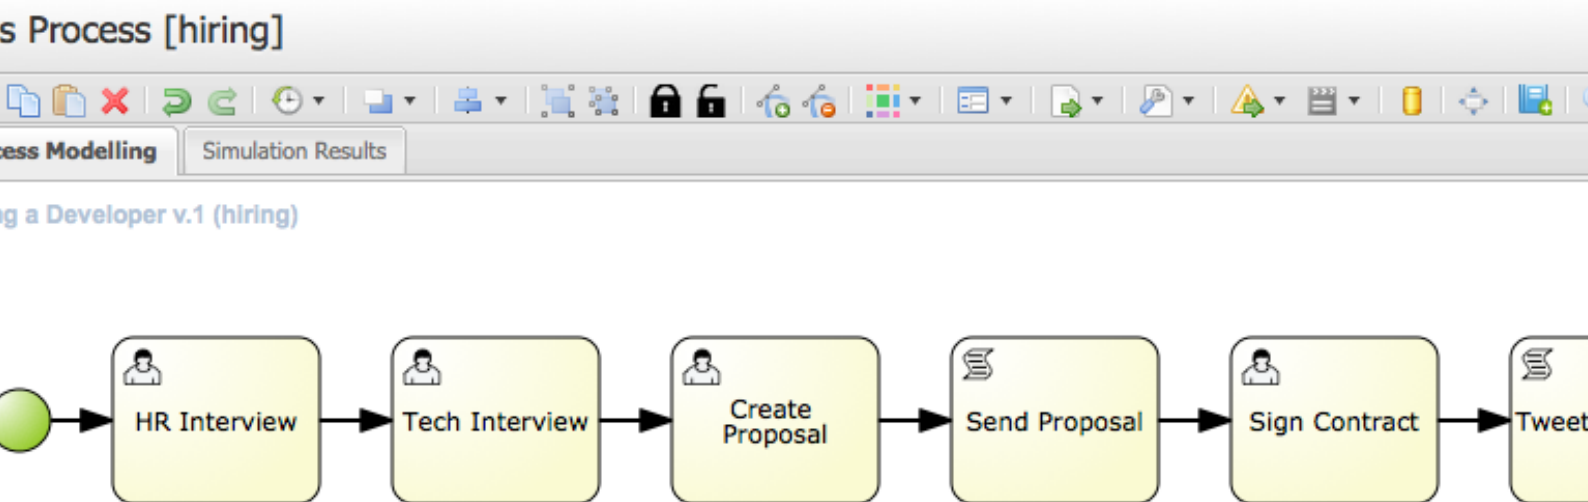 s Process [hiring]
cess Modelling
Simulation Results
ng a Developer v.1 (hiring)
HR Interview
Tech Interview
Create
Proposal
Send Proposal
Sign Contract
Tweet